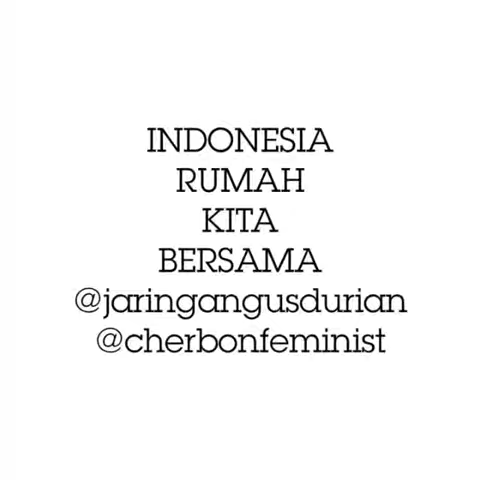 INDONESIA
RUMAH
KITA
BERSAMA
@jaringangusdurian
@cherbonfeminist